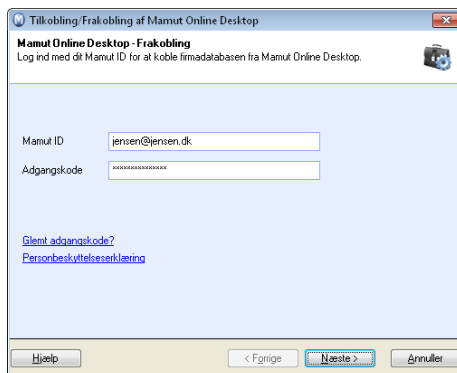 Tilkobling/Frakobling af Mamut Online Desktop
Mamut Online Desktop - Frakobling
Log ind med dit Mamut ID for at koble firmadatabasen fra Mamut Online Desktop.
Mamut ID
jensen@jensen.dk
Adgangskode
***************
Glemt adgangskode?
Personbeskyttelseserklæring
Hjælp
< Forrige
Næste >
Annuller